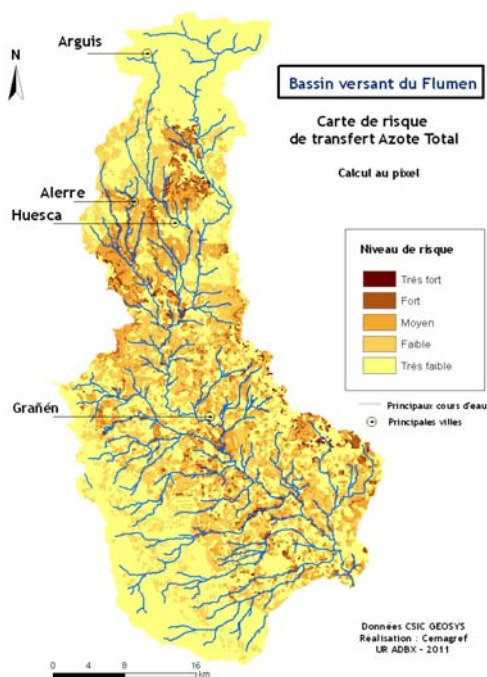 Arguis
N
Bassin versant du Flumen
Carte de risque
de transfert Azote Total
Calcul au pixel
Alerre
Huesca
Niveau de risque
Trés fort
Fort
Moyen
Faible
Trés faible
Principaux cours d'eau
Principales villes
Grañén
Données CSIC GEOSYS
Réalisation : Cemagref
UR ADBX - 2011
0 4 8 16
km